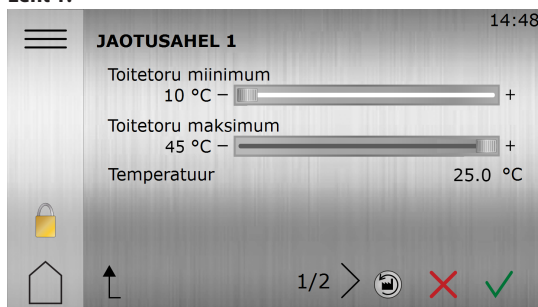 14:48
JAOTUSAHEL 1
Toitetoru miinimum
10 °C – +
Toitetoru maksimum
45 °C – +
Temperatuur 25.0 °C
1/2